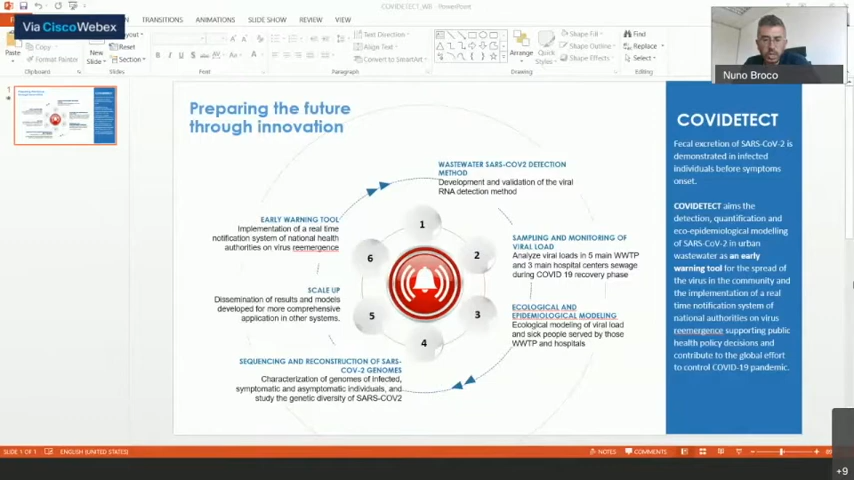 COVIDETECT_WB - PowerPoint
Via CiscoWebex
TRANSITIONS
ANIMATIONS
SLIDE SHOW
REVIEW
VIEW
Copy
Format Painter
Paste
Clipboard
New
Slide
Reset
Section
Slides
Font
Text Direction
Align Text
Convert to SmartArt
Paragraph
Arrange
Quick
Styles
Shape Fill
Shape Outline
Shape Effects
Drawing
Find
Replace
Select
Editing
Nuno Broco
1
Preparing the future
through innovation
WASTEWATER SARS-COV2 DETECTION
METHOD
Development and validation of the viral
RNA detection method
SAMPLING AND MONITORING OF
VIRAL LOAD
Analyze viral loads in 5 main WWTP
and 3 main hospital centers sewage
during COVID 19 recovery phase
ECOLOGICAL AND
EPIDEMIOLOGICAL MODELING
Ecological modeling of viral load
and sick people served by those
WWTP and hospitals
SEQUENCING AND RECONSTRUCTION OF SARS-
COV-2 GENOMES
Characterization of genomes of infected,
symptomatic and asymptomatic individuals, and
study the genetic diversity of SARS-COV2
SCALE UP
Dissemination of results and models
developed for more comprehensive
application in other systems.
EARLY WARNING TOOL
Implementation of a real time
notification system of national health
authorities on virus reemergence
1
2
3
4
5
6
COVIDETECT
Fecal excretion of SARS-CoV-2 is
demonstrated in infected
individuals before symptoms
onset.
COVIDETECT aims the
detection, quantification and
eco-epidemiological modelling
of SARS-CoV-2 in urban
wastewater as an early
warning tool for the spread of
the virus in the community and
the implementation of a real
time notification system of
national authorities on virus
reemergence supporting public
health policy decisions and
contribute to the global effort
to control COVID-19 pandemic.
SLIDE 1 OF 1
ENGLISH (UNITED STATES)
NOTES
COMMENTS
+9